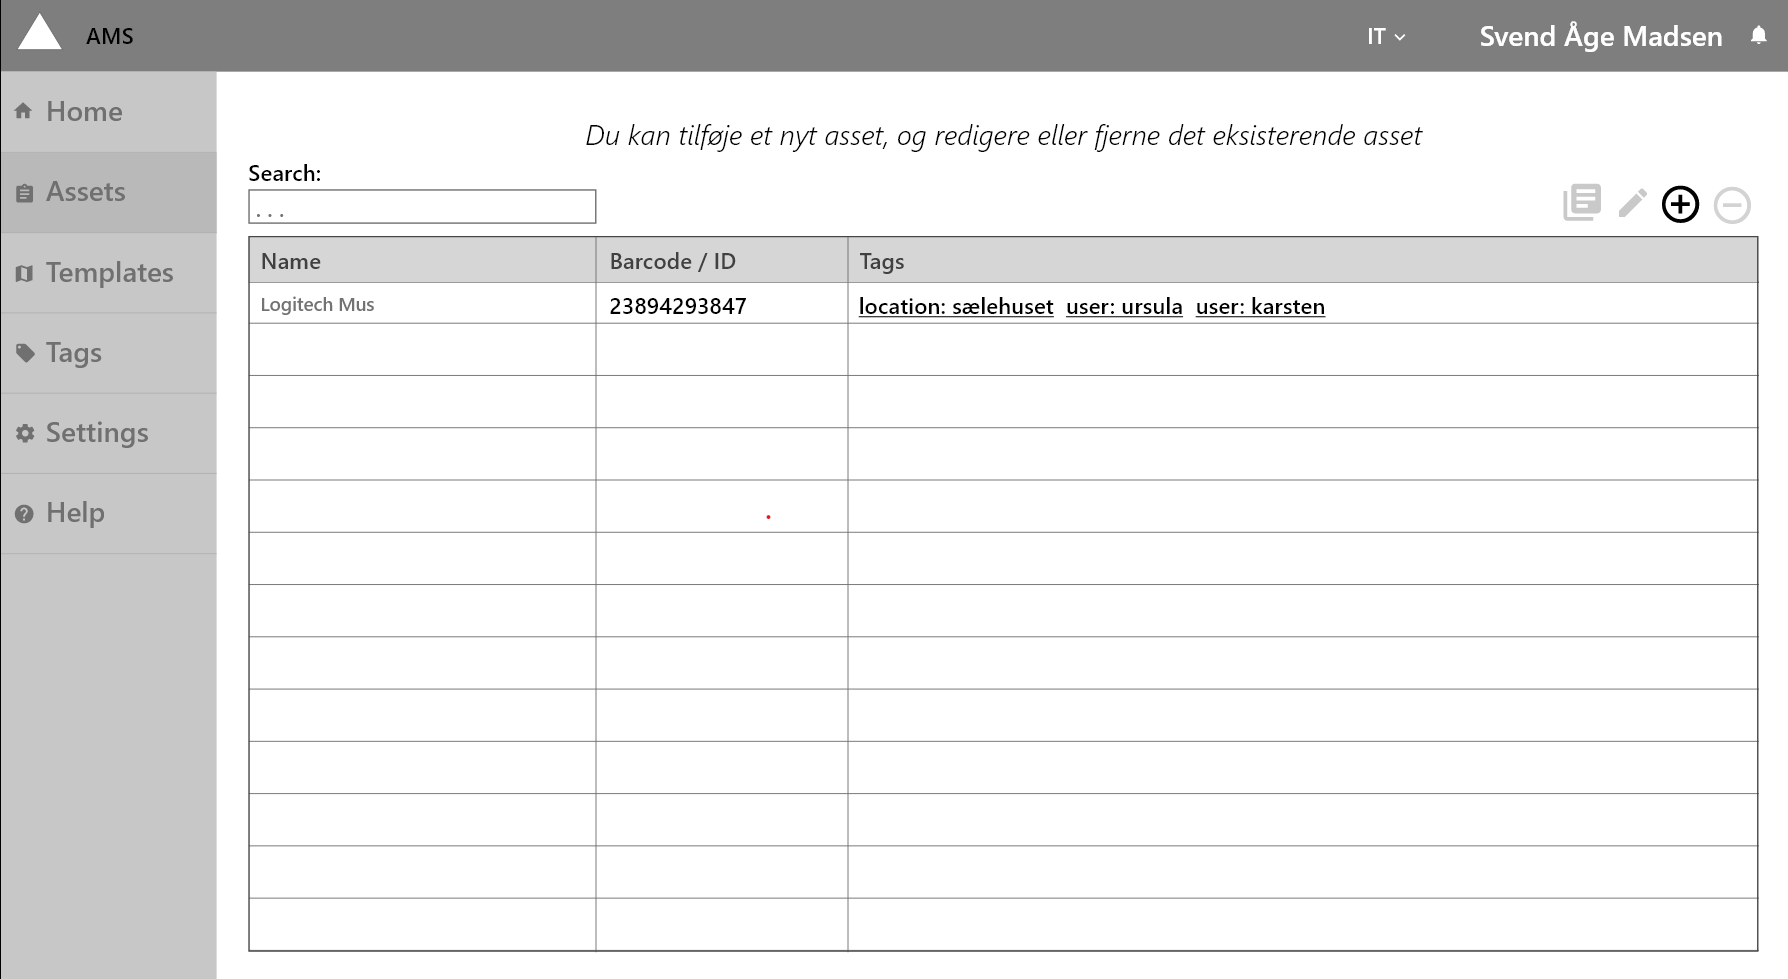 AMS
IT
Svend Åge Madsen
Home
Assets
Templates
Tags
Settings
Help
Du kan tilføje et nyt asset, og redigere eller fjerne det eksisterende asset
Search:
. . .
Name Barcode / ID Tags
Logitech Mus 23894293847 location: sælehuset user: ursula user: karsten